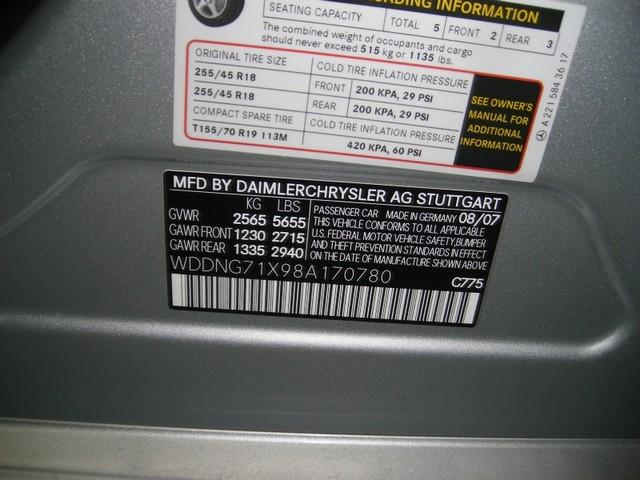 LOADING INFORMATION
SEATING CAPACITY TOTAL 5 FRONT 2 REAR 3
The combined weight of occupants and cargo
should never exceed 515 kg or 1135 lbs.
ORIGINAL TIRE SIZE COLD TIRE INFLATION PRESSURE
255/45 R18 FRONT 200 KPA, 29 PSI
255/45 R18 REAR 200 KPA, 29 PSI
COMPACT SPARE TIRE COLD TIRE INFLATION PRESSURE
T155/70 R19 113M 420 KPA, 60 PSI
SEE OWNER'S
MANUAL FOR
ADDITIONAL
INFORMATION
A 221 584 36 17
MFD BY DAIMLERCHRYSLER AG STUTTGART
KG LBS
GVWR 2565 5655
GAWR FRONT 1230 2715
GAWR REAR 1335 2940
PASSENGER CAR MADE IN GERMANY 08/07
THIS VEHICLE CONFORMS TO ALL APPLICABLE
U.S. FEDERAL MOTOR VEHICLE SAFETY, BUMPER
AND THEFT PREVENTION STANDARDS IN EFFECT
ON THE DATE OF MANUFACTURE SHOWN ABOVE.
WDDNG71X98A170780
C775